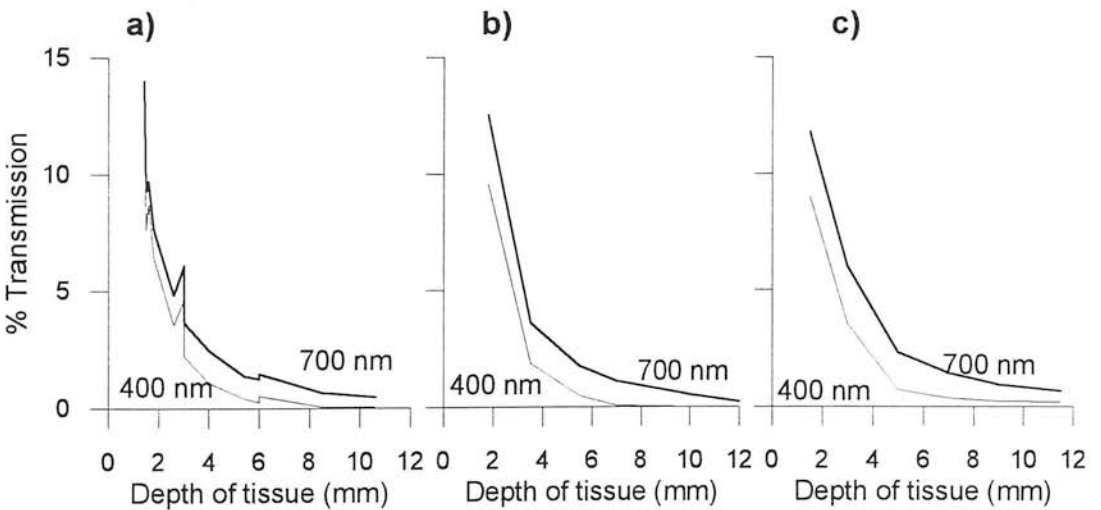 a)
b)
c)
15
10
5
0
% Transmission
700 nm
400 nm
700 nm
400 nm
700 nm
400 nm
0 2 4 6 8 10 12
0 2 4 6 8 10 12
0 2 4 6 8 10 12
Depth of tissue (mm)
Depth of tissue (mm)
Depth of tissue (mm)